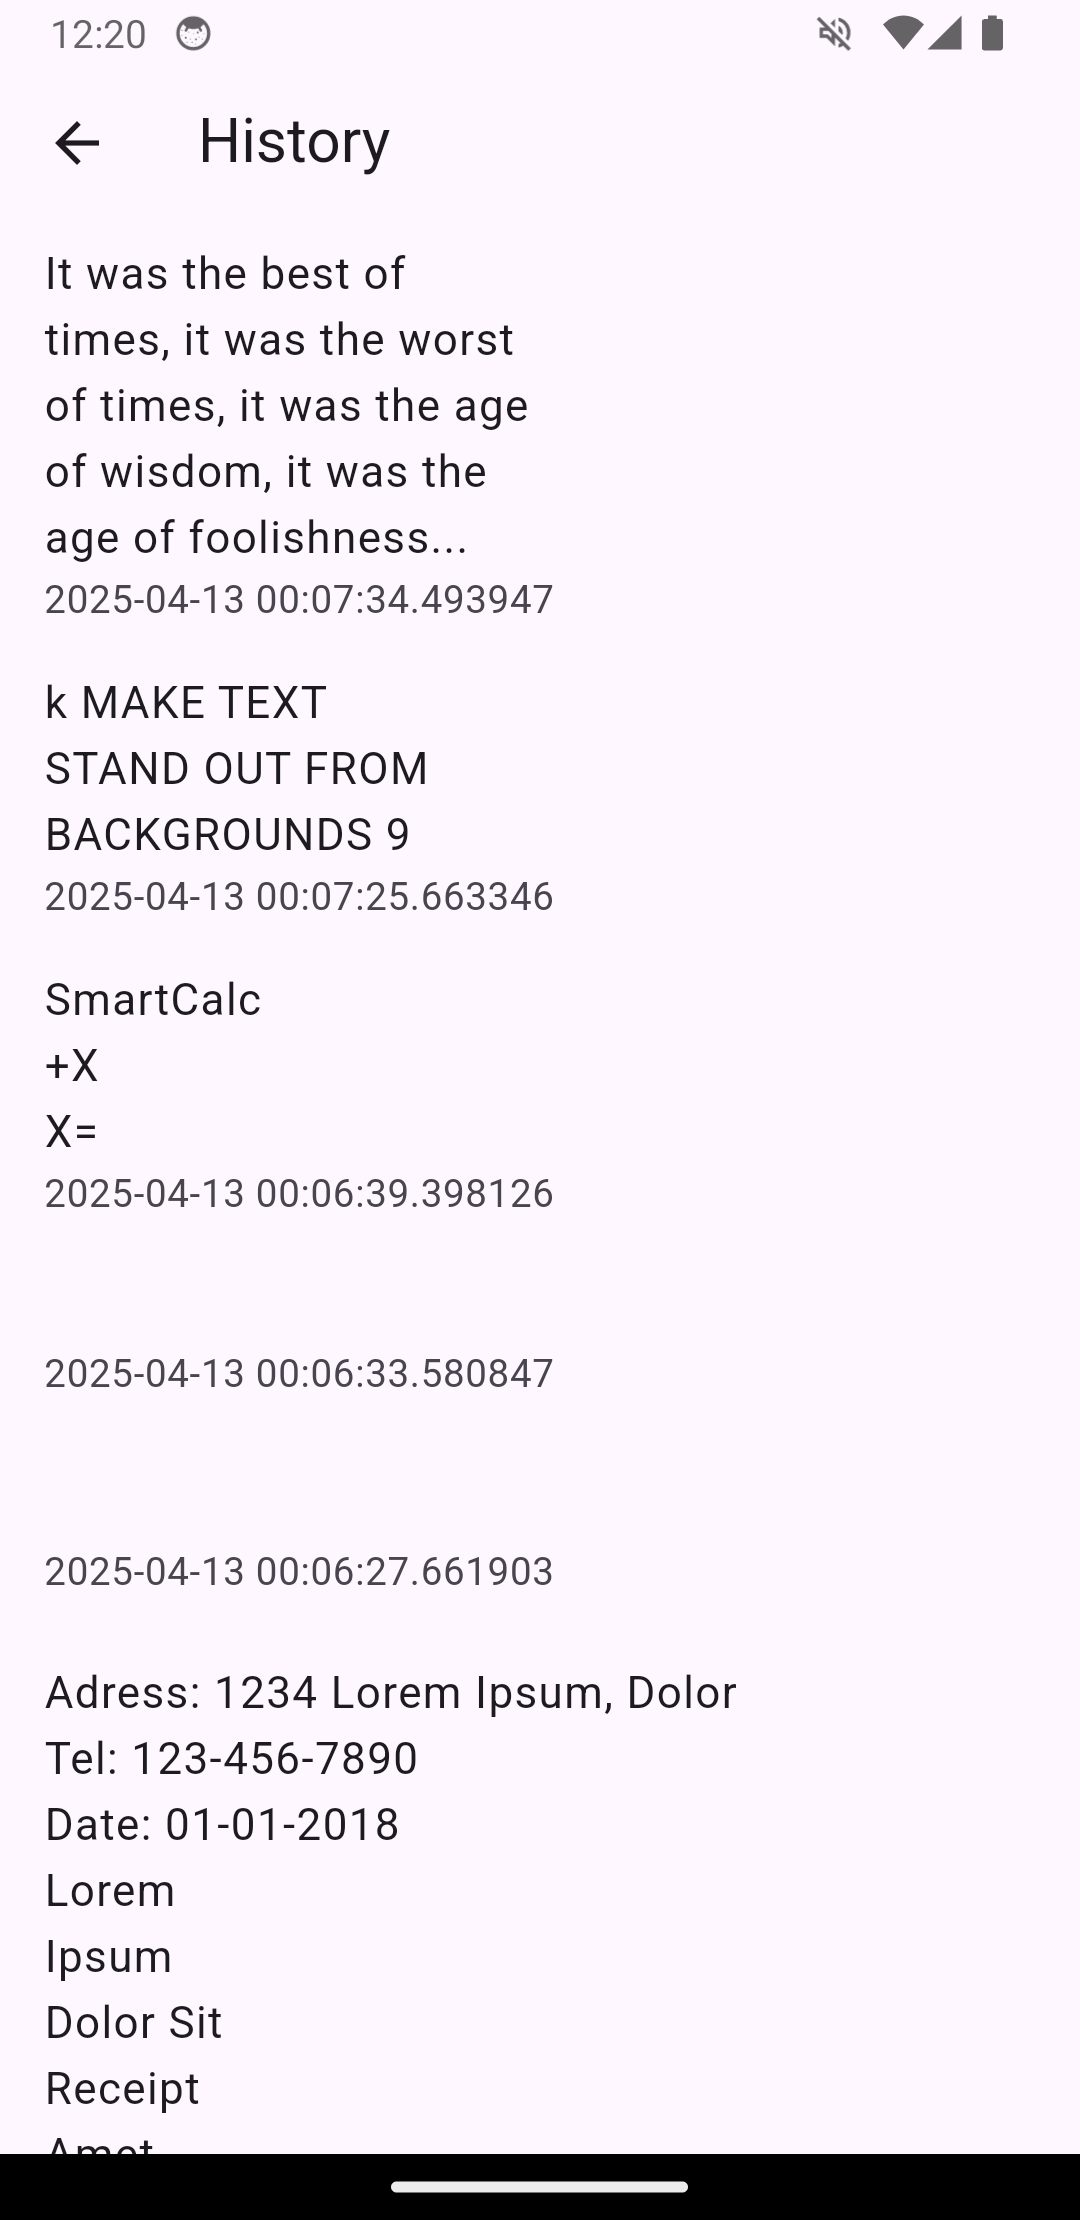 12:20
History
It was the best of
times, it was the worst
of times, it was the age
of wisdom, it was the
age of foolishness...
2025-04-13 00:07:34.493947
k MAKE TEXT
STAND OUT FROM
BACKGROUNDS 9
2025-04-13 00:07:25.663346
SmartCalc
+X
X=
2025-04-13 00:06:39.398126
2025-04-13 00:06:33.580847
2025-04-13 00:06:27.661903
Adress: 1234 Lorem Ipsum, Dolor
Tel: 123-456-7890
Date: 01-01-2018
Lorem
Ipsum
Dolor Sit
Receipt
Amet